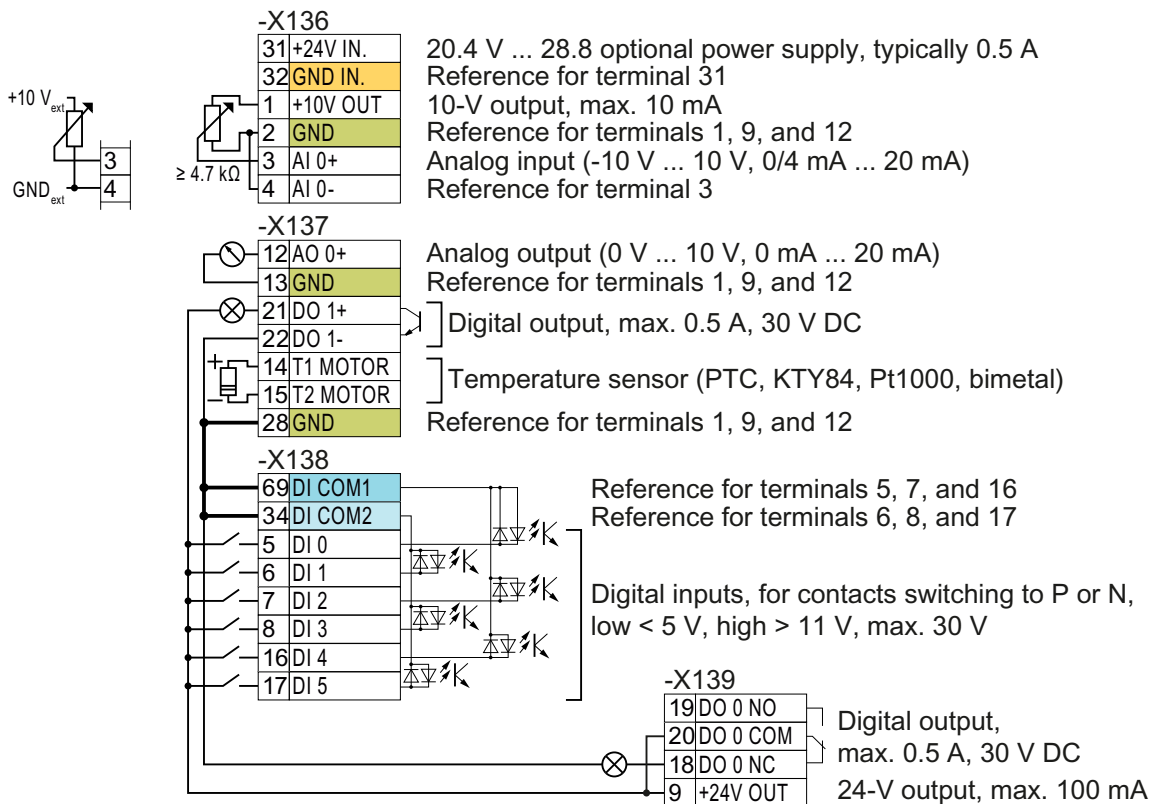 -X136
31 +24V IN. 20.4 V ... 28.8 optional power supply, typically 0.5 A
32 GND IN. Reference for terminal 31
1 +10V OUT 10-V output, max. 10 mA
2 GND Reference for terminals 1, 9, and 12
3 AI 0+ Analog input (-10 V ... 10 V, 0/4 mA ... 20 mA)
4 AI 0- Reference for terminal 3
+10 Vext
3
GNDext 4
≥ 4.7 kΩ
-X137
12 AO 0+ Analog output (0 V ... 10 V, 0 mA ... 20 mA)
13 GND Reference for terminals 1, 9, and 12
21 DO 1+
22 DO 1-
Digital output, max. 0.5 A, 30 V DC
+ 14 T1 MOTOR
− 15 T2 MOTOR
Temperature sensor (PTC, KTY84, Pt1000, bimetal)
28 GND Reference for terminals 1, 9, and 12
-X138
69 DI COM1 Reference for terminals 5, 7, and 16
34 DI COM2 Reference for terminals 6, 8, and 17
5 DI 0
6 DI 1
7 DI 2
8 DI 3
16 DI 4
17 DI 5
Digital inputs, for contacts switching to P or N,
low < 5 V, high > 11 V, max. 30 V
-X139
19 DO 0 NO
20 DO 0 COM
18 DO 0 NC
Digital output,
max. 0.5 A, 30 V DC
9 +24V OUT 24-V output, max. 100 mA